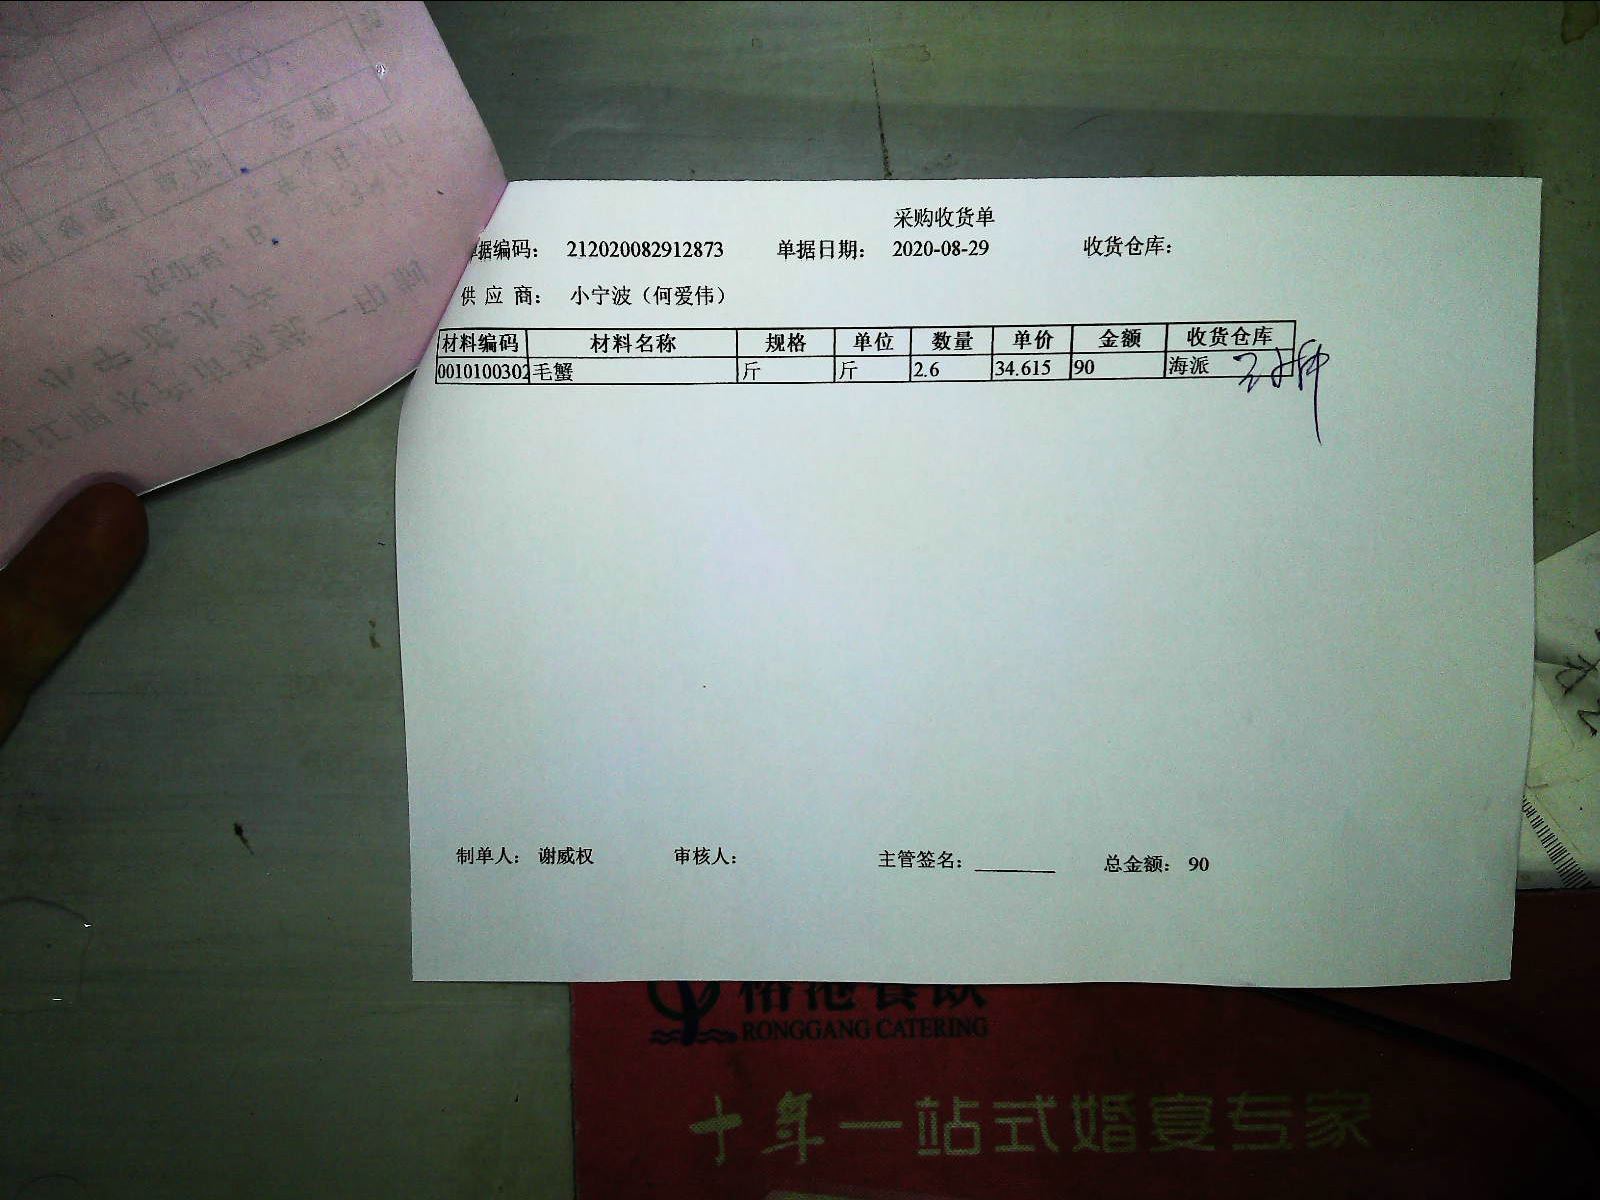 采购收货单
单据编码： 212020082912873 单据日期： 2020-08-29 收货仓库：
供应商： 小宁波（何爱伟）
材料编码 材料名称 规格 单位 数量 单价 金额 收货仓库
0010100302 毛蟹 斤 斤 2.6 34.615 90 海派
制单人： 谢威权 审核人： 主管签名： 总金额： 90
RONGGANG CATERING
十年一站式婚宴专家